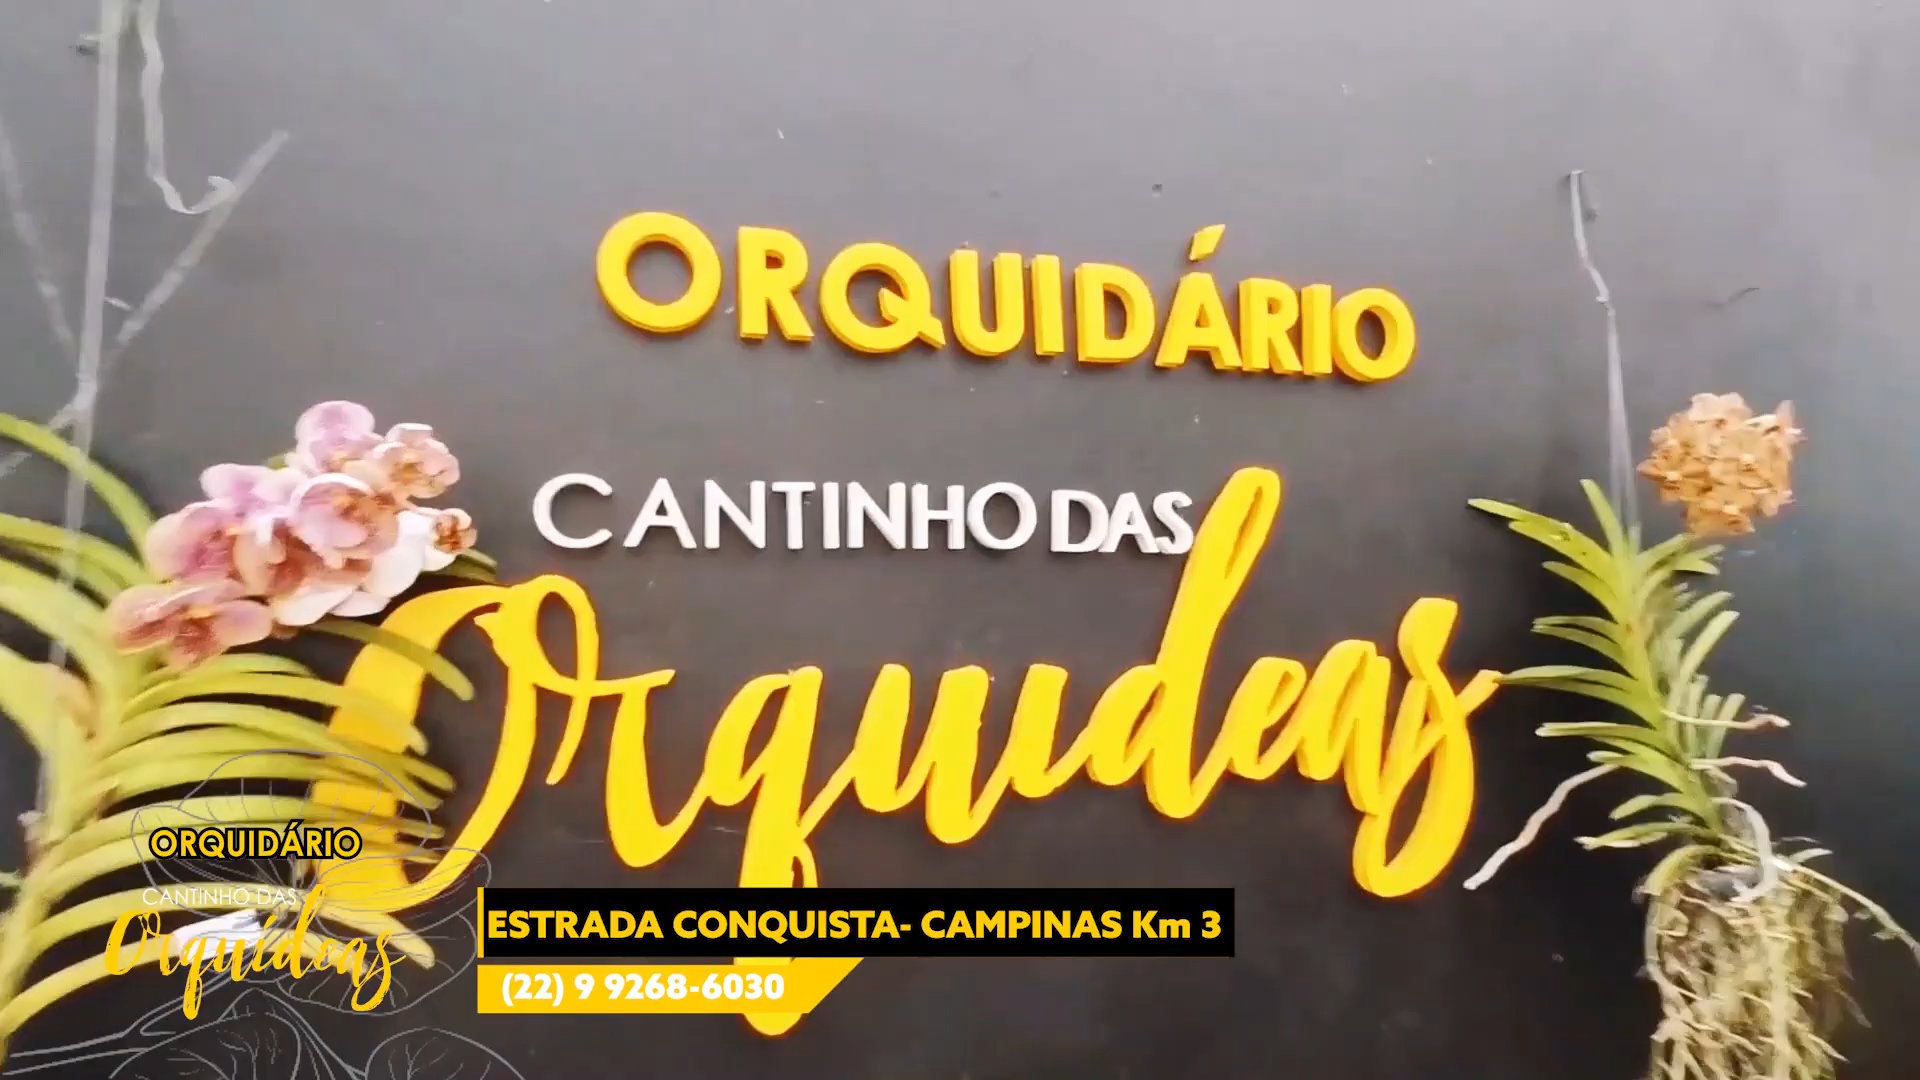 ORQUIDÁRIO
CANTINHO DAS
Orquídeas
ORQUIDÁRIO
CANTINHO DAS
Orquídeas
ESTRADA CONQUISTA- CAMPINAS Km 3
(22) 9 9268-6030